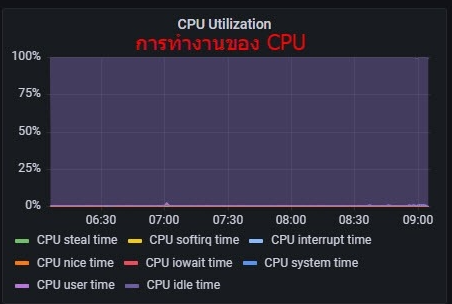 CPU Utilization
การทำงานของ CPU
100%
75%
50%
25%
0%
06:30 07:00 07:30 08:00 08:30 09:00
CPU steal time CPU softirq time CPU interrupt time
CPU nice time CPU iowait time CPU system time
CPU user time CPU idle time